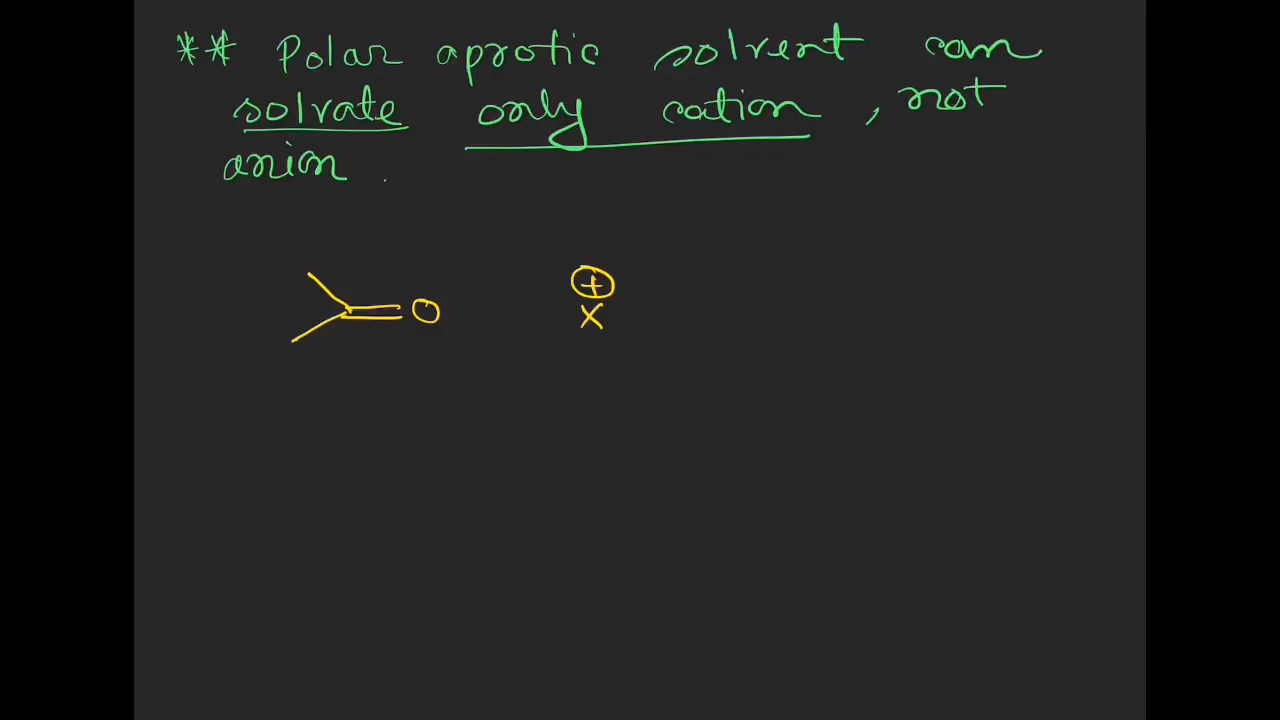 ** Polar aprotic solvent can
solvate only cation, not
anion.
O
+
X